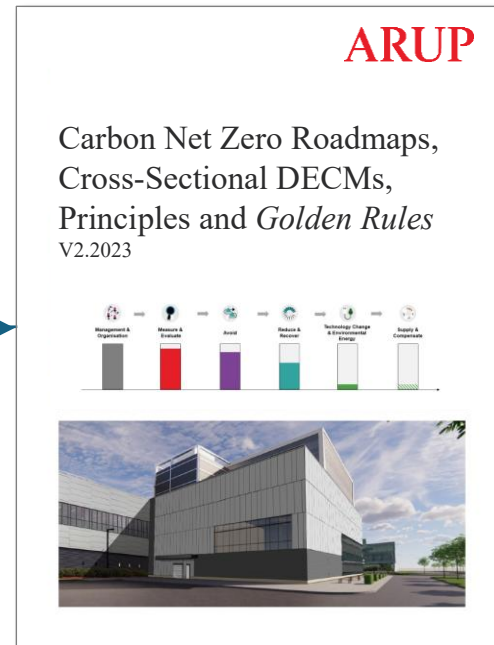 ARUP
Carbon Net Zero Roadmaps,
Cross-Sectional DECMs,
Principles and Golden Rules
V2.2023
Management &
Organisation
Measure &
Evaluate
Avoid
Reduce &
Recover
Technology Change
& Environmental
Energy
Supply &
Compensate